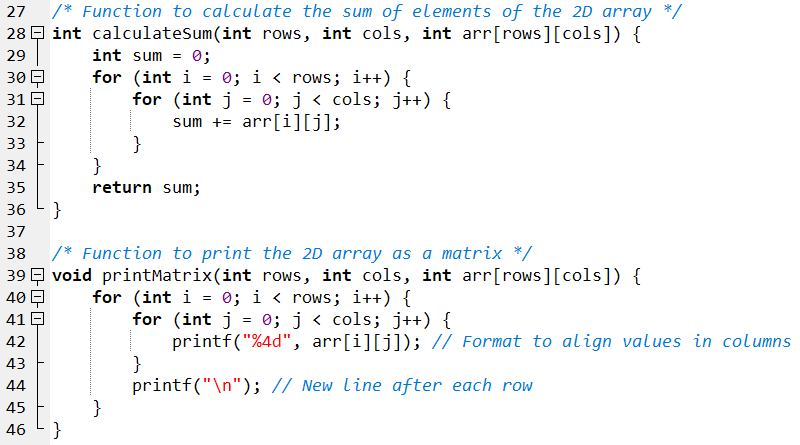 27 /* Function to calculate the sum of elements of the 2D array */
28 int calculateSum(int rows, int cols, int arr[rows][cols]) {
29     int sum = 0;
30     for (int i = 0; i < rows; i++) {
31         for (int j = 0; j < cols; j++) {
32             sum += arr[i][j];
33         }
34     }
35     return sum;
36 }
37
38 /* Function to print the 2D array as a matrix */
39 void printMatrix(int rows, int cols, int arr[rows][cols]) {
40     for (int i = 0; i < rows; i++) {
41         for (int j = 0; j < cols; j++) {
42             printf("%4d", arr[i][j]); // Format to align values in columns
43         }
44         printf("\n"); // New line after each row
45     }
46 }